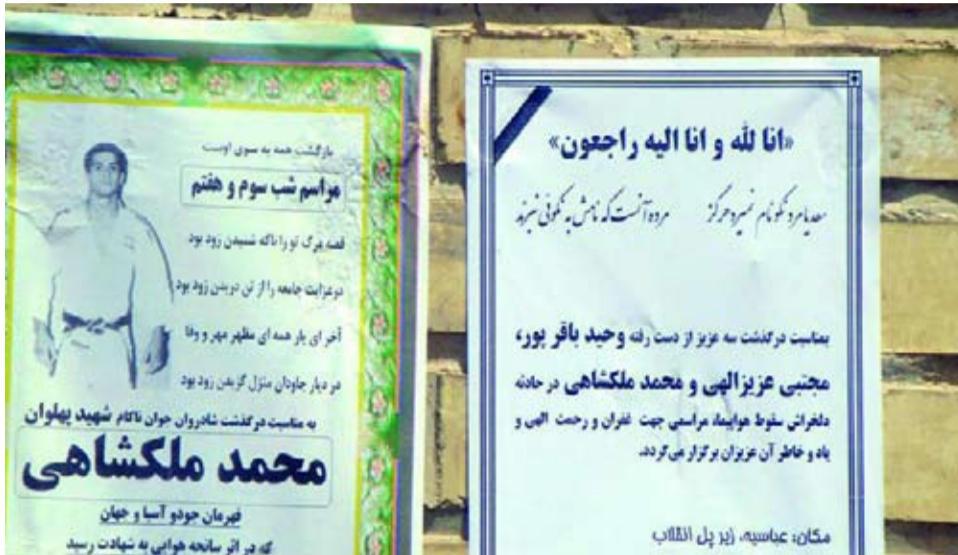 «انا لله و انا الیه راجعون»
سعدیا مرد نکو نام نمیرد هرگز مرده آنست که نامش به نکوئی نبرند
بمناسبت درگذشت سه عزیز از دست رفته وحید باقر پور،
مجتبی عزیزالهی و محمد ملکشاهی در حادثه
دلخراش سقوط هواپیما، مراسمی جهت غفران و رحمت الهی و
یاد و خاطر آن عزیزان برگزار می‌گردد.
مکان: عباسیه، زیر پل انقلاب
بازگشت همه به سوی اوست
مراسم شب سوم و هفتم
قصه مرگ تو را ناگه شنیدن زود بود
در عزایت جامعه را از تن دریدن زود بود
آخر ای یار همه ای مظهر مهر و وفا
در دیار جاودان منزل گزیدن زود بود
به مناسبت درگذشت شادروان جوان ناکام شهید پهلوان
محمد ملکشاهی
قهرمان جودو آسیا و جهان
که در اثر سانحه هوایی به شهادت رسید